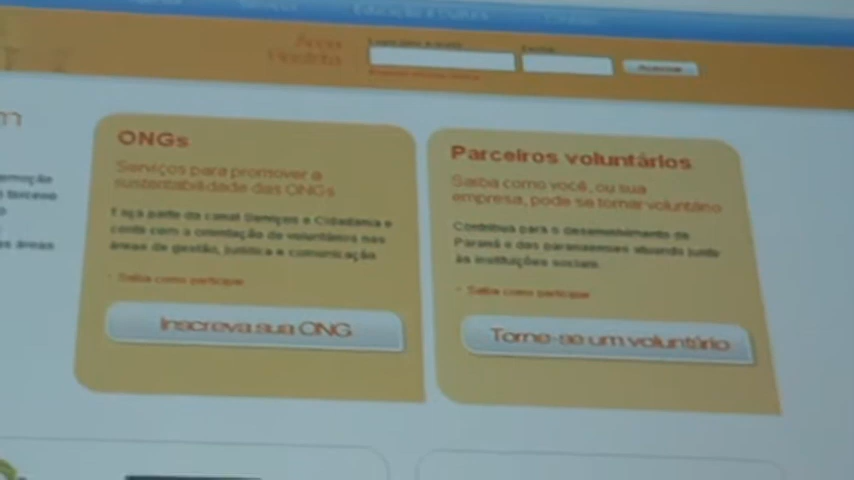 Educação e Cultura
ONGs
Serviços para promover a
sustentabilidade das ONGs
Faça parte do canal Serviços e Cidadania e
conte com a orientação de voluntários nas
áreas de gestão, jurídica e comunicação
Saiba como participar
Inscreva sua ONG
Parceiros voluntários
Saiba como você, ou sua
empresa, pode se tornar voluntário
Contribua para o desenvolvimento do
Paraná e dos paranaenses atuando junto
às instituições sociais.
Saiba como participar
Torne-se um voluntário